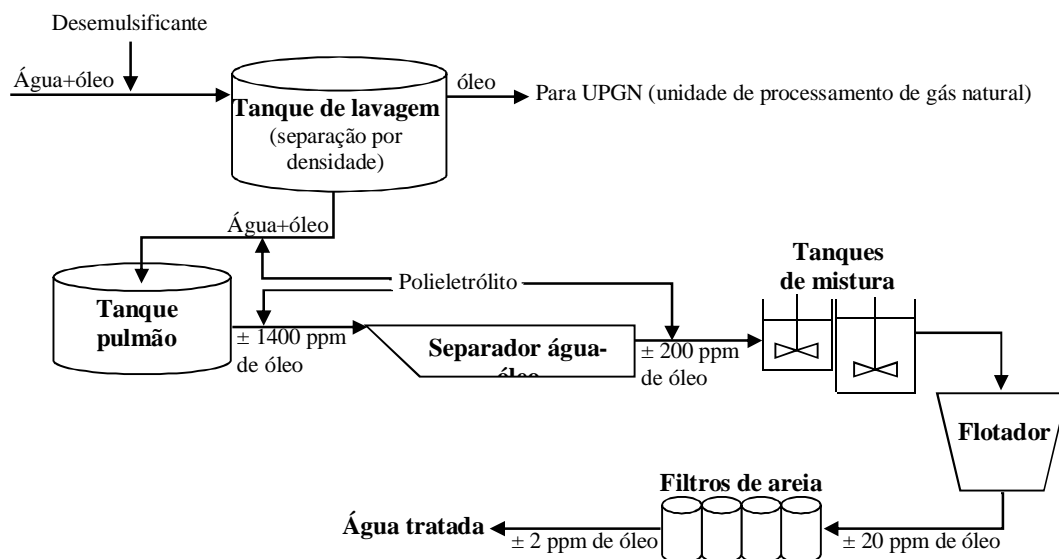 Desemulsificante
Água+óleo
óleo
Para UPGN (unidade de processamento de gás natural)
Tanque de lavagem
(separação por
densidade)
Água+óleo
Tanques
de mistura
Polieletrólito
Tanque
pulmão
± 1400 ppm
de óleo
Separador água-
óleo
± 200 ppm
de óleo
Flotador
Filtros de areia
Água tratada
± 2 ppm de óleo
± 20 ppm de óleo